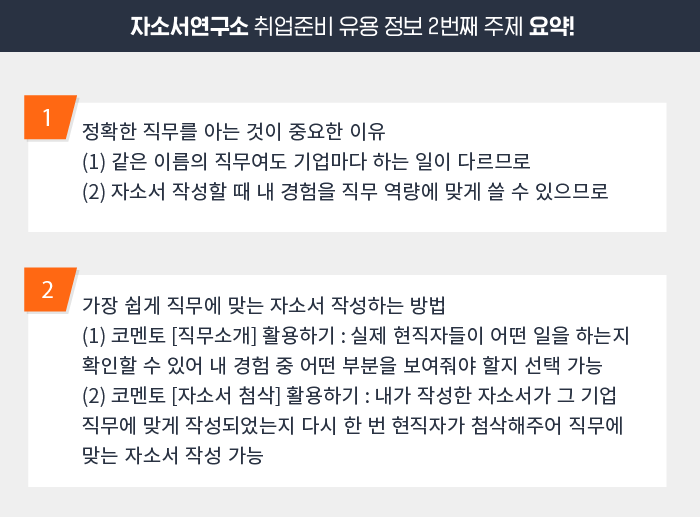 자소서연구소 취업준비 유용 정보 2번째 주제 요약!
1
정확한 직무를 아는 것이 중요한 이유
(1) 같은 이름의 직무여도 기업마다 하는 일이 다르므로
(2) 자소서 작성할 때 내 경험을 직무 역량에 맞게 쓸 수 있으므로
2
가장 쉽게 직무에 맞는 자소서 작성하는 방법
(1) 코멘토 [직무소개] 활용하기 : 실제 현직자들이 어떤 일을 하는지
확인할 수 있어 내 경험 중 어떤 부분을 보여줘야 할지 선택 가능
(2) 코멘토 [자소서 첨삭] 활용하기 : 내가 작성한 자소서가 그 기업
직무에 맞게 작성되었는지 다시 한 번 현직자가 첨삭해주어 직무에
맞는 자소서 작성 가능